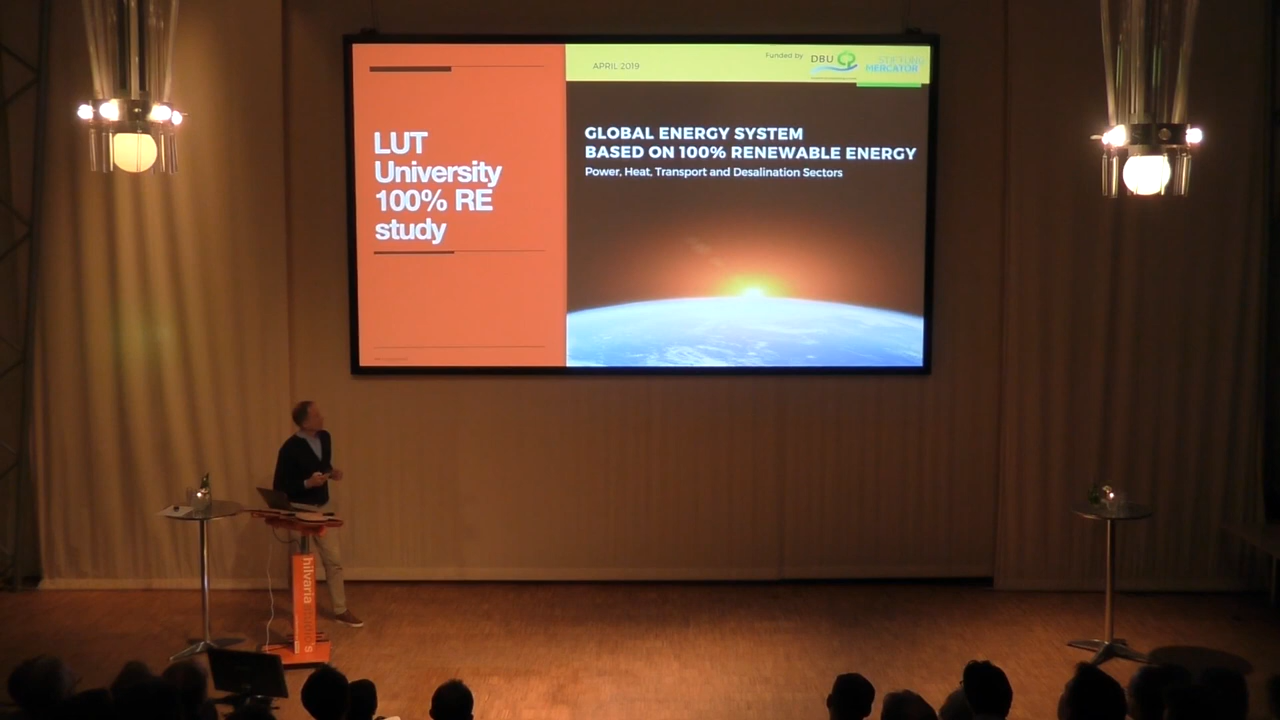 LUT
University
100% RE
study
APRIL 2019
Funded by
DBU
MERCATOR
GLOBAL ENERGY SYSTEM
BASED ON 100% RENEWABLE ENERGY
Power, Heat, Transport and Desalination Sectors
hilvaria